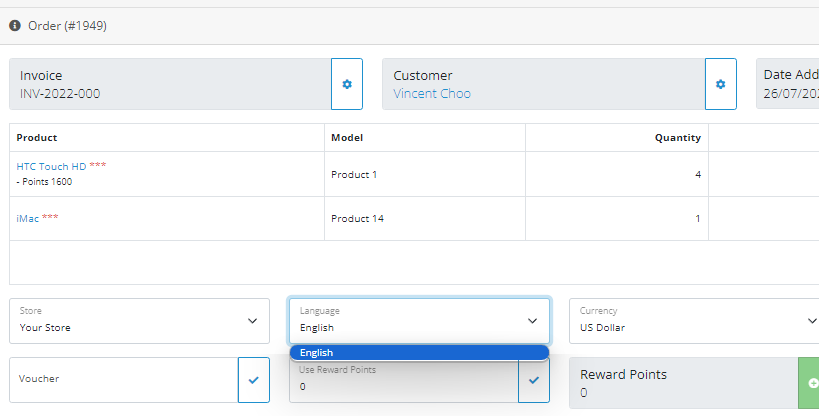 Order (#1949)
Invoice
INV-2022-000
Customer
Vincent Choo
Date Add
26/07/202
Product Model Quantity
HTC Touch HD ***
- Points 1600
Product 1 4
iMac *** Product 14 1
Store
Your Store
Language
English
Currency
US Dollar
English
Voucher
Use Reward Points
0
Reward Points
0